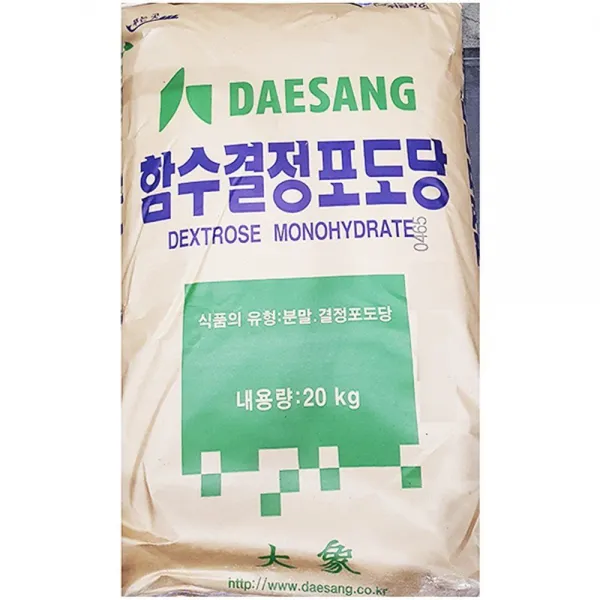 DAESANG
함수결정포도당
DEXTROSE MONOHYDRATE
0465
식품의 유형:분말.결정포도당
내용량:20 kg
大象
http://www.daesang.co.kr